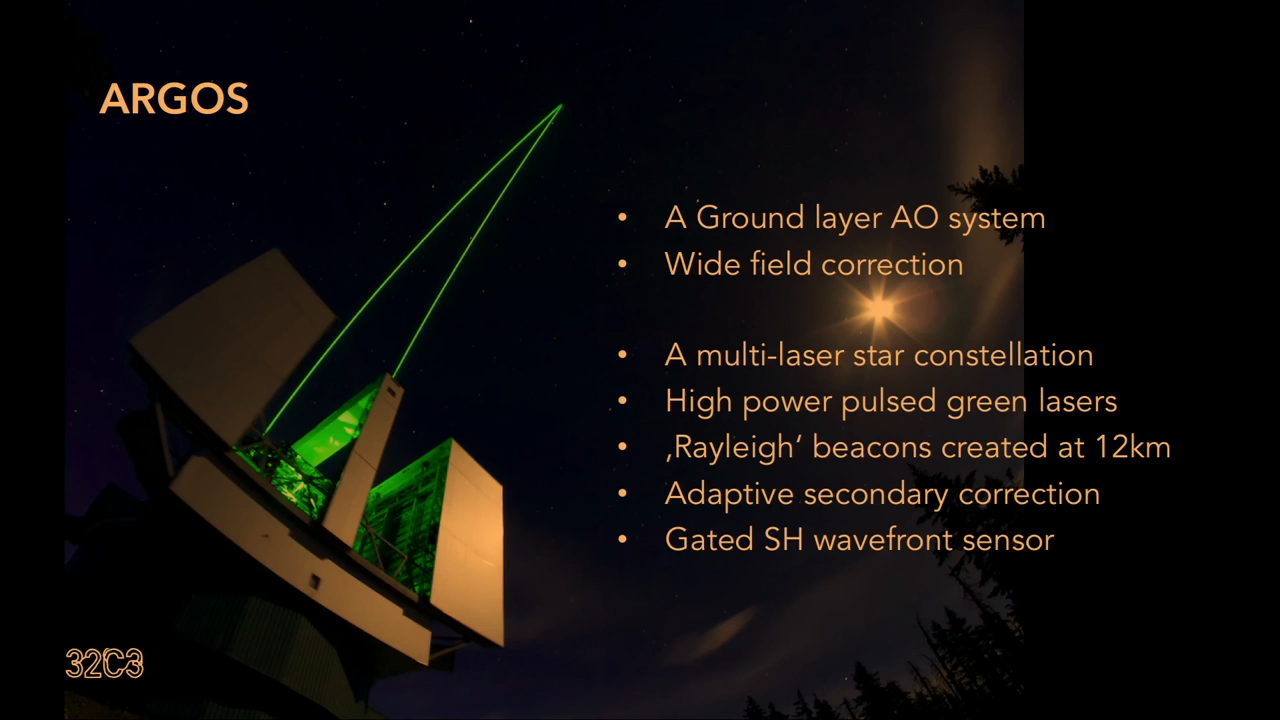 ARGOS
• A Ground layer AO system
• Wide field correction
• A multi-laser star constellation
• High power pulsed green lasers
• ‚Rayleigh‘ beacons created at 12km
• Adaptive secondary correction
• Gated SH wavefront sensor
32C3